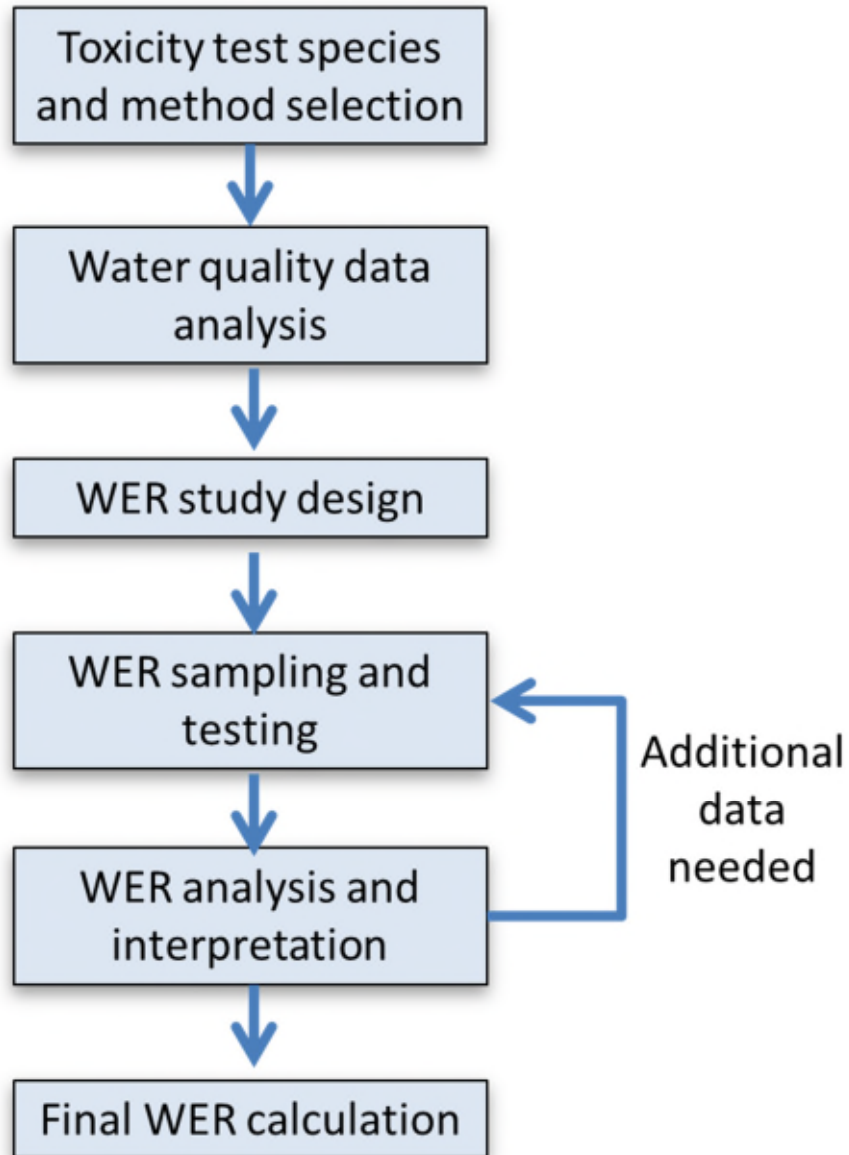 Toxicity test species
and method selection
Water quality data
analysis
WER study design
WER sampling and
testing
Additional
data
needed
WER analysis and
interpretation
Final WER calculation